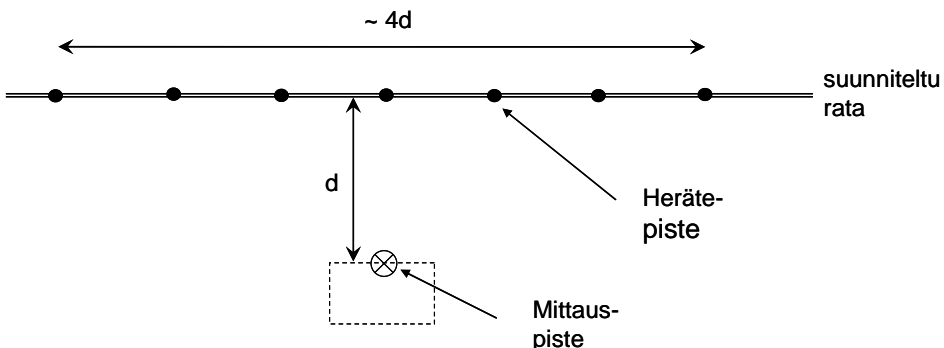 ~ 4d
suunniteltu
rata
d
Heräte-
piste
Mittaus-
piste